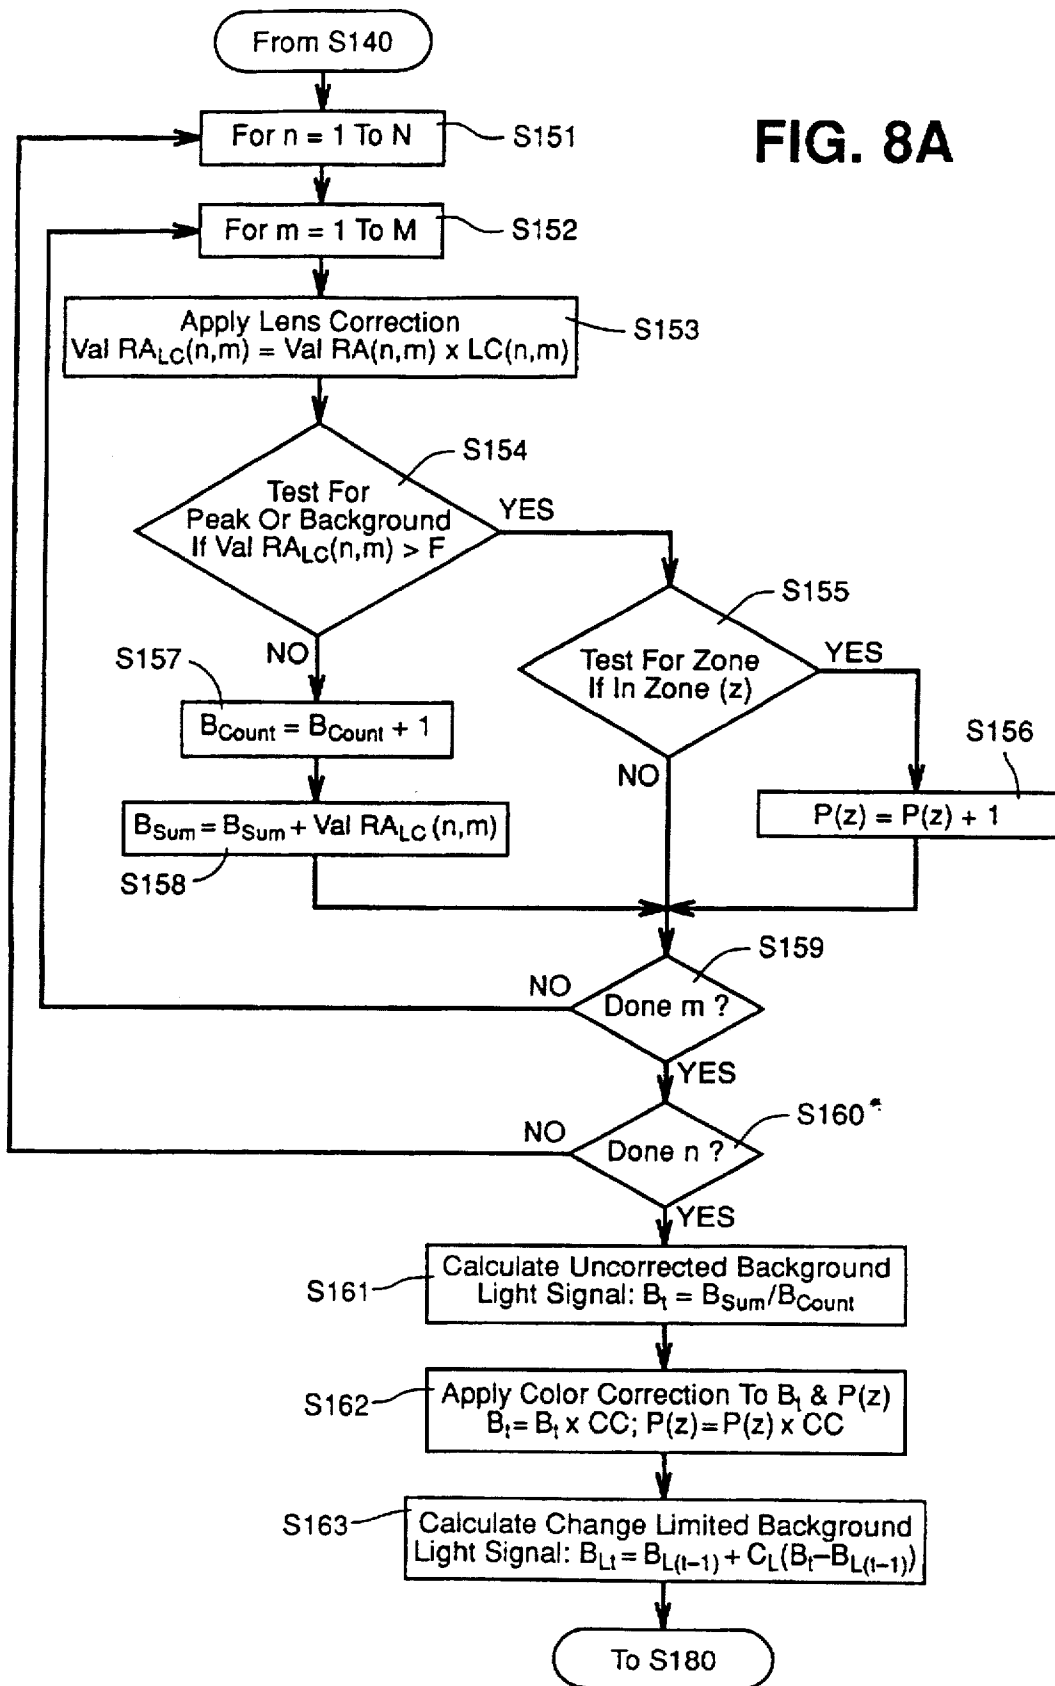 From S140
FIG. 8A
For n = 1 To N
S151
For m = 1 To M
S152
Apply Lens Correction
Val RA_LC(n,m) = Val RA(n,m) x LC(n,m)
S153
S154
Test For
Peak Or Background
If Val RA_LC(n,m) > F
YES
NO
S155
Test For Zone
If In Zone (z)
YES
NO
S157
B_Count = B_Count + 1
S156
P(z) = P(z) + 1
B_Sum = B_Sum + Val RA_LC (n,m)
S158
S159
NO
Done m ?
YES
S160
NO
Done n ?
YES
S161
Calculate Uncorrected Background
Light Signal: B_t = B_Sum/B_Count
S162
Apply Color Correction To B_t & P(z)
B_t = B_t x CC; P(z) = P(z) x CC
S163
Calculate Change Limited Background
Light Signal: B_Lt = B_L(t–1) + C_L(B_t–B_L(t–1))
To S180